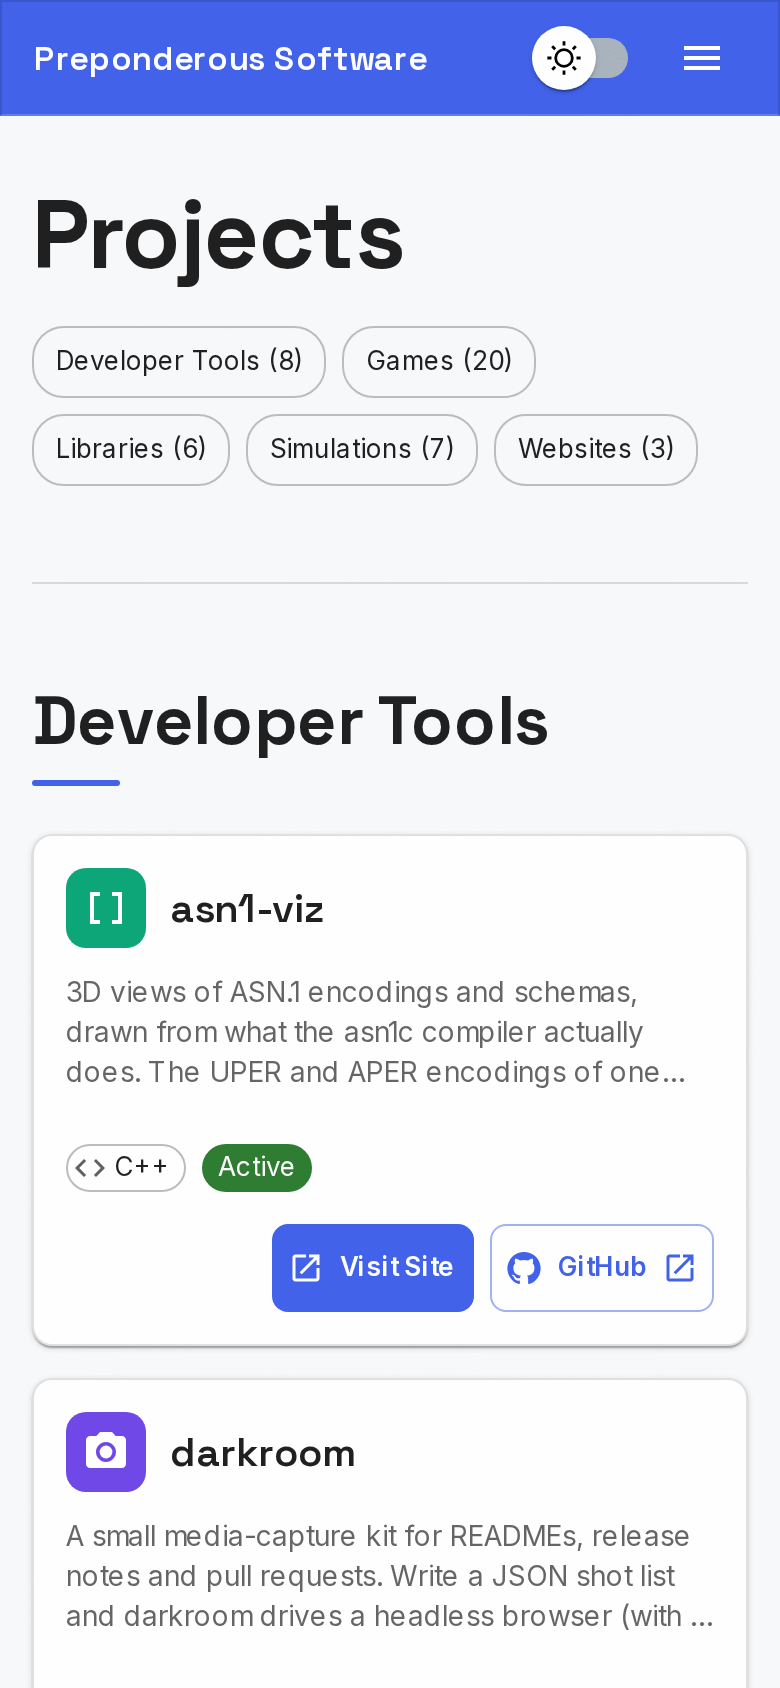 Preponderous Software
Projects
Developer Tools (8)
Games (20)
Libraries (6)
Simulations (7)
Websites (3)
Developer Tools
asn1-viz
3D views of ASN.1 encodings and schemas,
drawn from what the asn1c compiler actually
does. The UPER and APER encodings of one...
C++
Active
Visit Site
GitHub
darkroom
A small media-capture kit for READMEs, release
notes and pull requests. Write a JSON shot list
and darkroom drives a headless browser (with ...